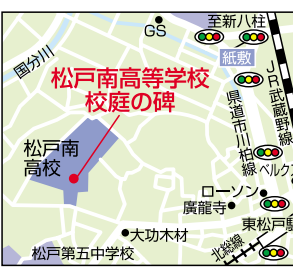 至新八柱
GS
国分川
紙敷
松戸南高等学校
校庭の碑
JR武蔵野線
県道市川柏線
松戸南
高校
ベルクス
ローソン
廣龍寺
東松戸駅
大功木材
北総線
松戸第五中学校